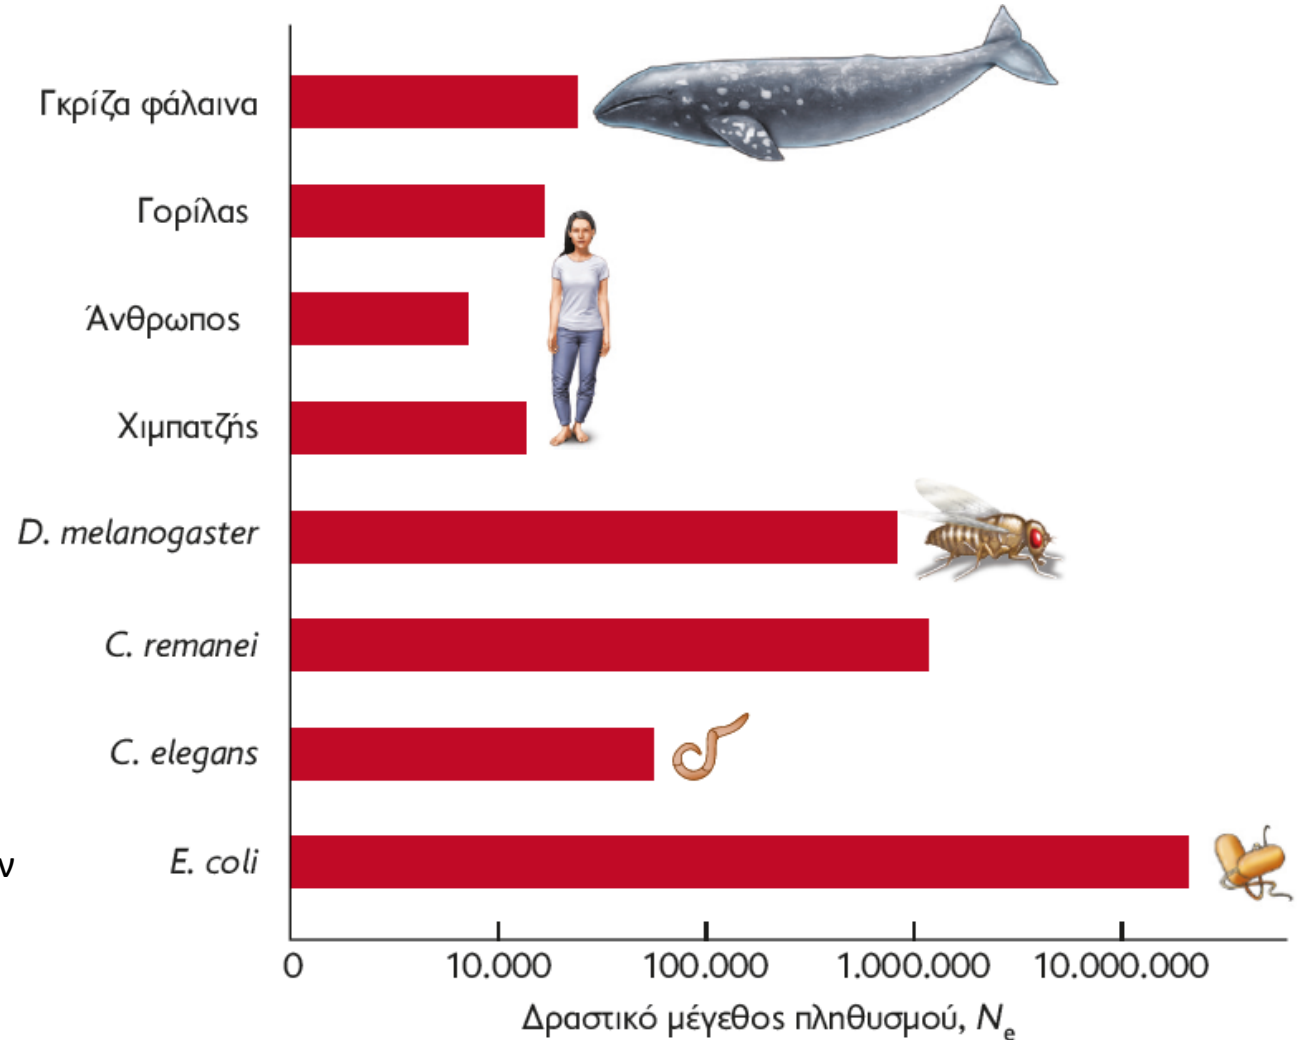 Γκρίζα φάλαινα
Γορίλας
Άνθρωπος
Χιμπατζής
D. melanogaster
C. remanei
C. elegans
ν
E. coli
0 10.000 100.000 1.000.000 10.000.000
Δραστικό μέγεθος πληθυσμού, Ne